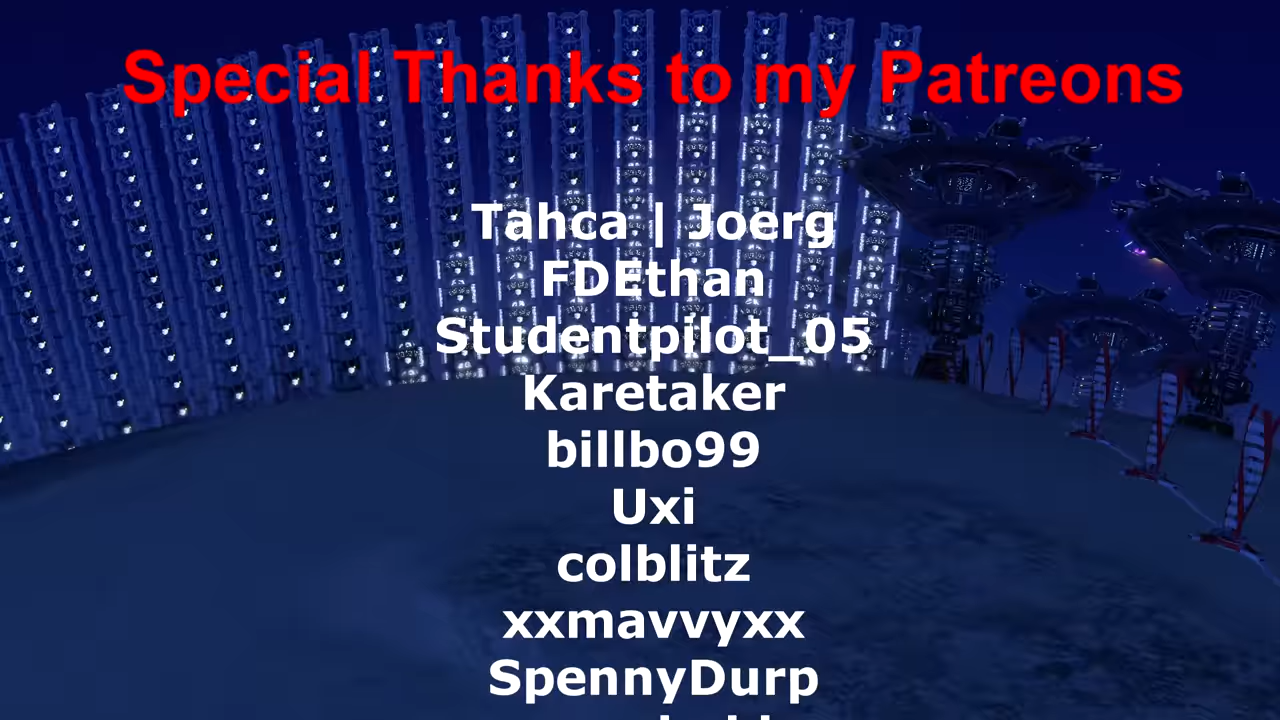 Special Thanks to my Patreons
Tahca | Joerg
FDEthan
Studentpilot_05
Karetaker
billbo99
Uxi
colblitz
xxmavvyxx
SpennyDurp